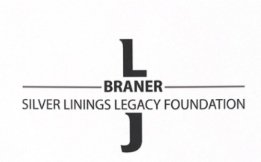 L
BRANER
SILVER LININGS LEGACY FOUNDATION
J